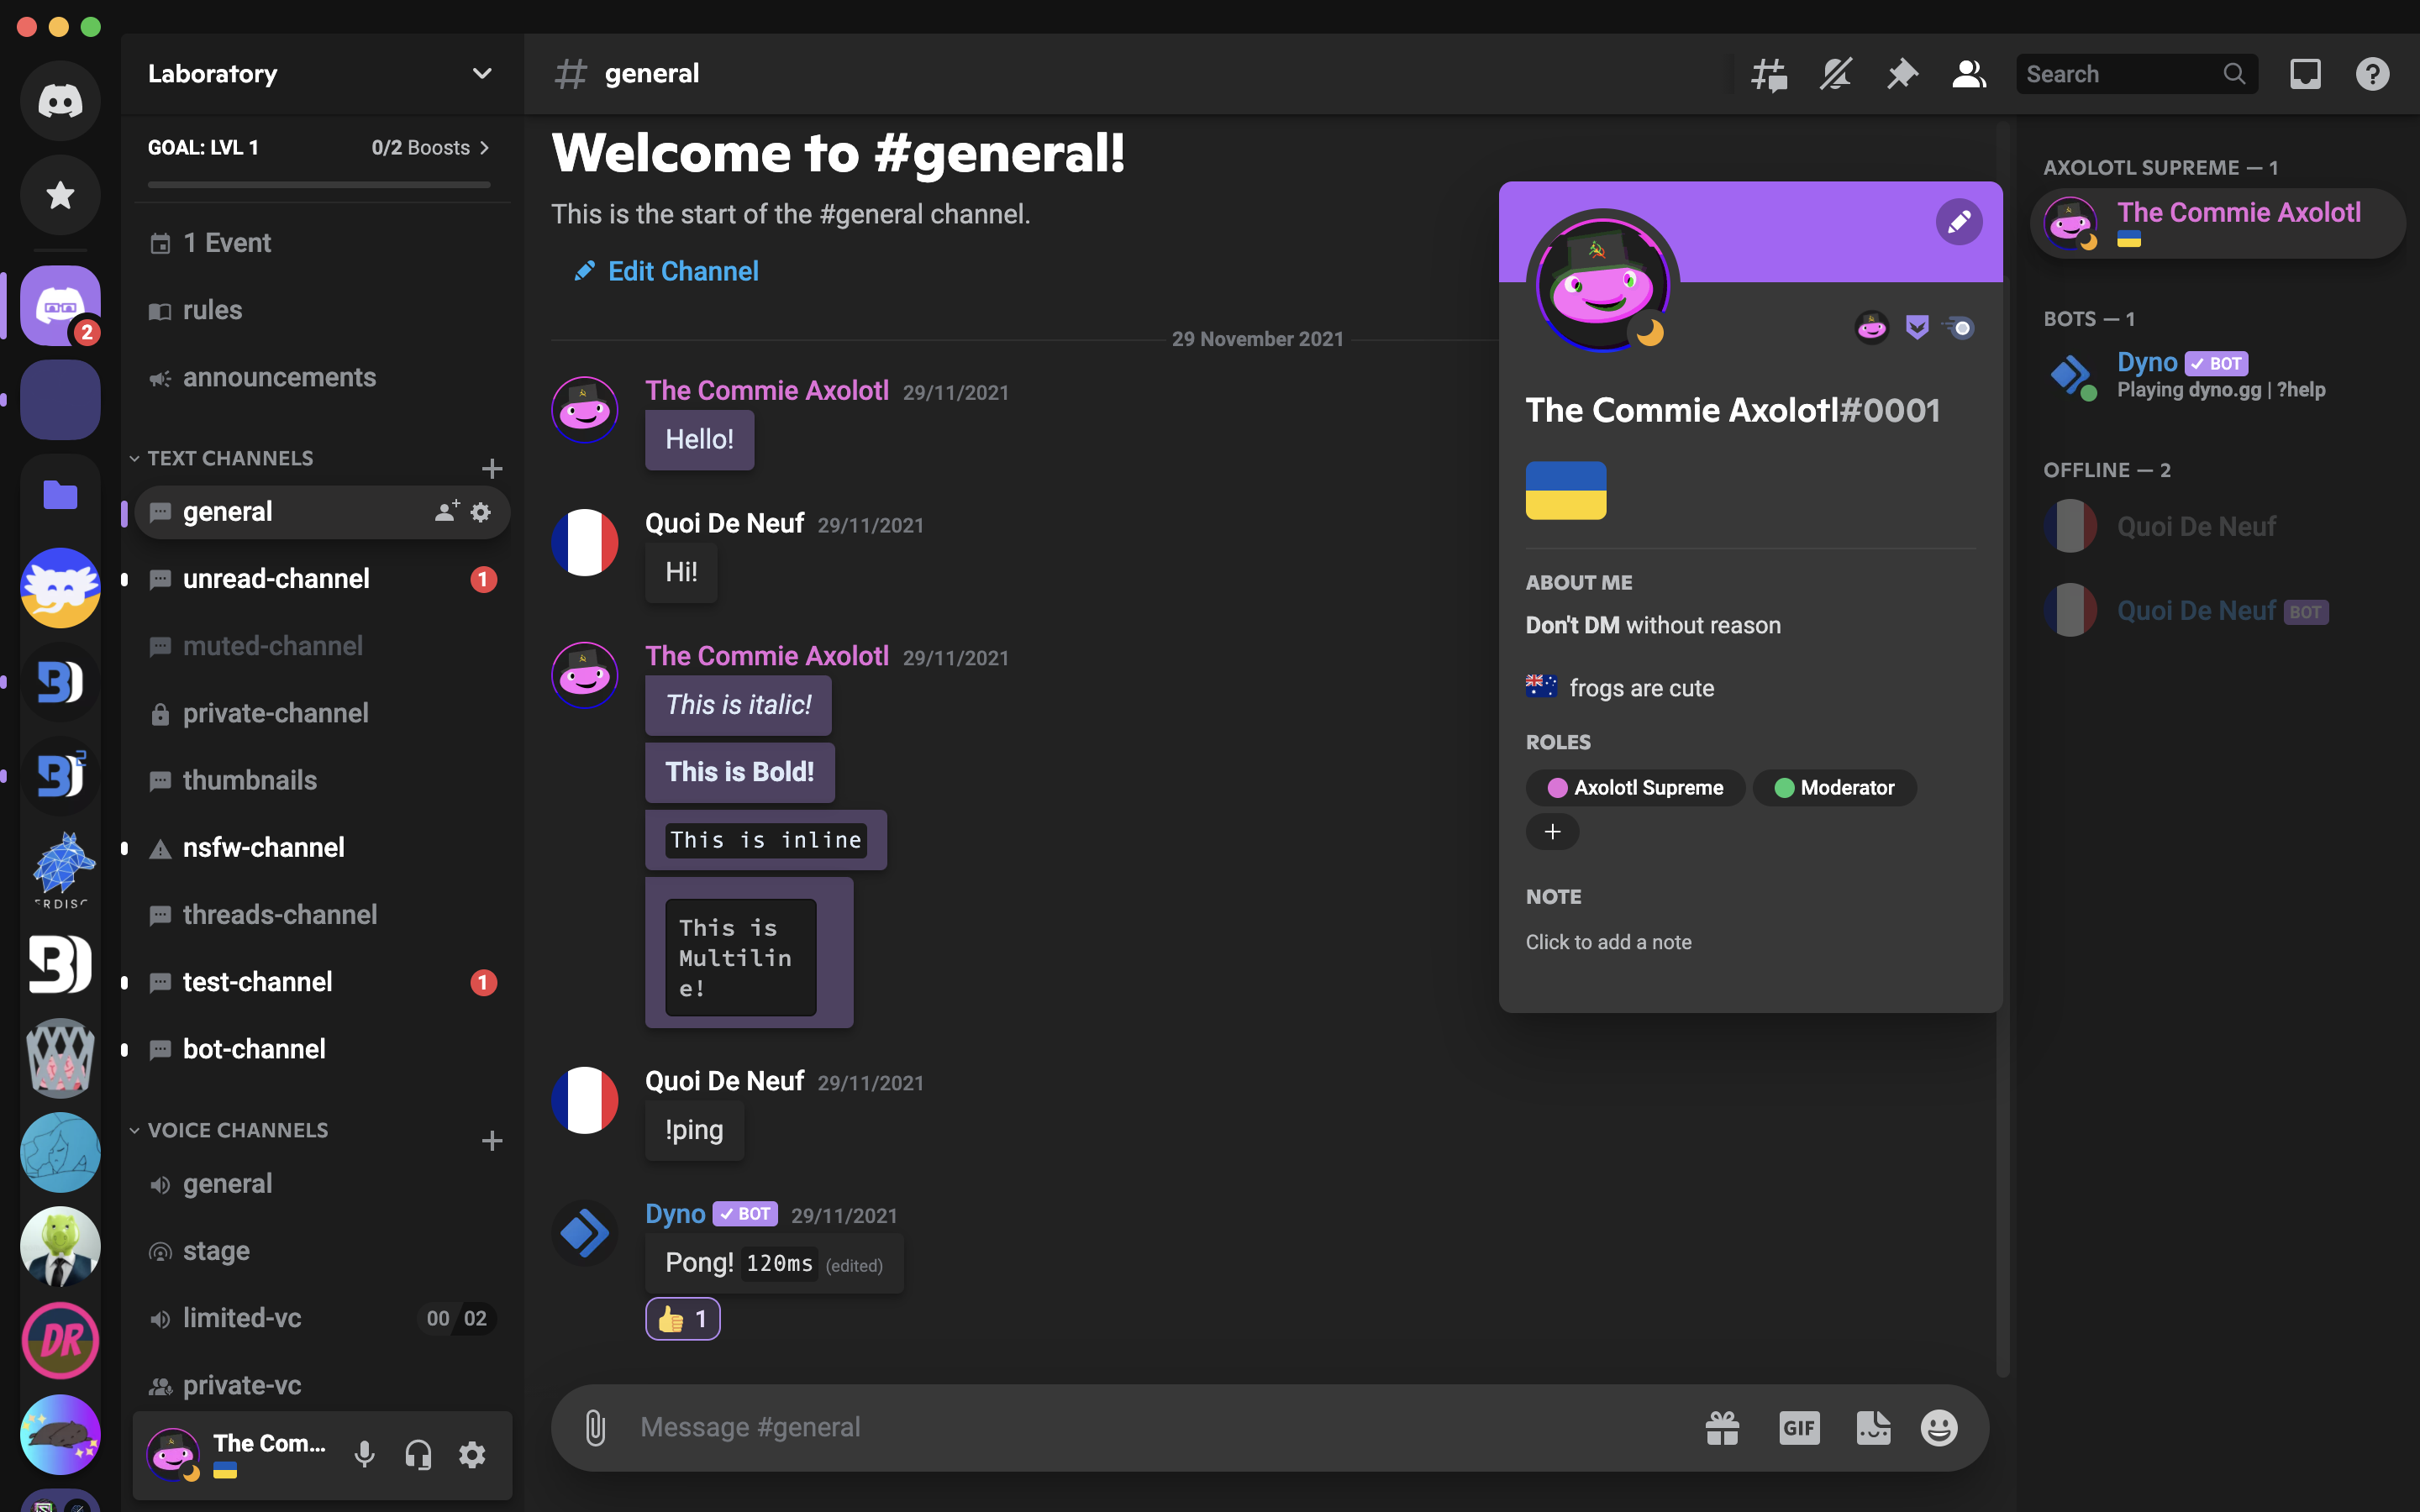 Laboratory
GOAL: LVL 1 0/2 Boosts
1 Event
rules
announcements
TEXT CHANNELS
general
unread-channel 1
muted-channel
private-channel
thumbnails
nsfw-channel
threads-channel
test-channel 1
bot-channel
VOICE CHANNELS
general
stage
limited-vc 00 02
private-vc
The Com...
2
DR
general
Search
Welcome to #general!
This is the start of the #general channel.
Edit Channel
29 November 2021
The Commie Axolotl 29/11/2021
Hello!
Quoi De Neuf 29/11/2021
Hi!
The Commie Axolotl 29/11/2021
This is italic!
This is Bold!
This is inline
This is
Multilin
e!
Quoi De Neuf 29/11/2021
!ping
Dyno BOT 29/11/2021
Pong! 120ms (edited)
1
Message #general
GIF
The Commie Axolotl#0001
ABOUT ME
Don't DM without reason
frogs are cute
ROLES
Axolotl Supreme Moderator
NOTE
Click to add a note
AXOLOTL SUPREME — 1
The Commie Axolotl
BOTS — 1
Dyno BOT
Playing dyno.gg | ?help
OFFLINE — 2
Quoi De Neuf
Quoi De Neuf BOT